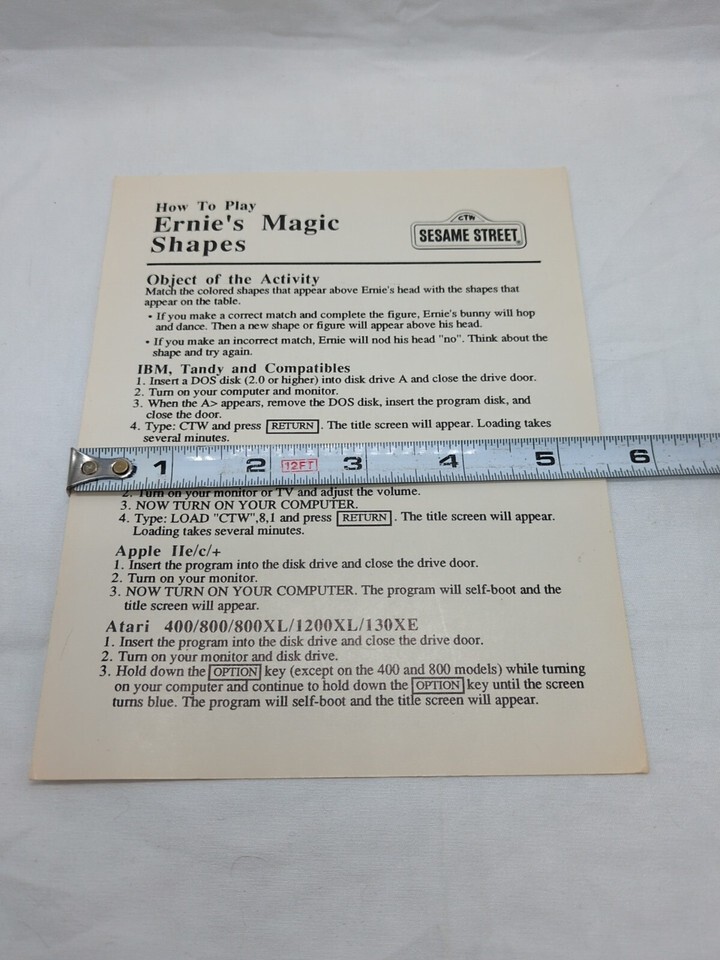 How To Play
Ernie's Magic
Shapes
CTW
SESAME STREET®
Object of the Activity
Match the colored shapes that appear above Ernie's head with the shapes that
appear on the table.
• If you make a correct match and complete the figure, Ernie's bunny will hop
and dance. Then a new shape or figure will appear above his head.
• If you make an incorrect match, Ernie will nod his head "no". Think about the
shape and try again.
IBM, Tandy and Compatibles
1. Insert a DOS disk (2.0 or higher) into disk drive A and close the drive door.
2. Turn on your computer and monitor.
3. When the A> appears, remove the DOS disk, insert the program disk, and
close the door.
4. Type: CTW and press RETURN. The title screen will appear. Loading takes
several minutes.
1 2 12FT 3 4 5 6
2. Turn on your monitor or TV and adjust the volume.
3. NOW TURN ON YOUR COMPUTER.
4. Type: LOAD "CTW",8,1 and press RETURN. The title screen will appear.
Loading takes several minutes.
Apple IIe/c/+
1. Insert the program into the disk drive and close the drive door.
2. Turn on your monitor.
3. NOW TURN ON YOUR COMPUTER. The program will self-boot and the
title screen will appear.
Atari 400/800/800XL/1200XL/130XE
1. Insert the program into the disk drive and close the drive door.
2. Turn on your monitor and disk drive.
3. Hold down the OPTION key (except on the 400 and 800 models) while turning
on your computer and continue to hold down the OPTION key until the screen
turns blue. The program will self-boot and the title screen will appear.